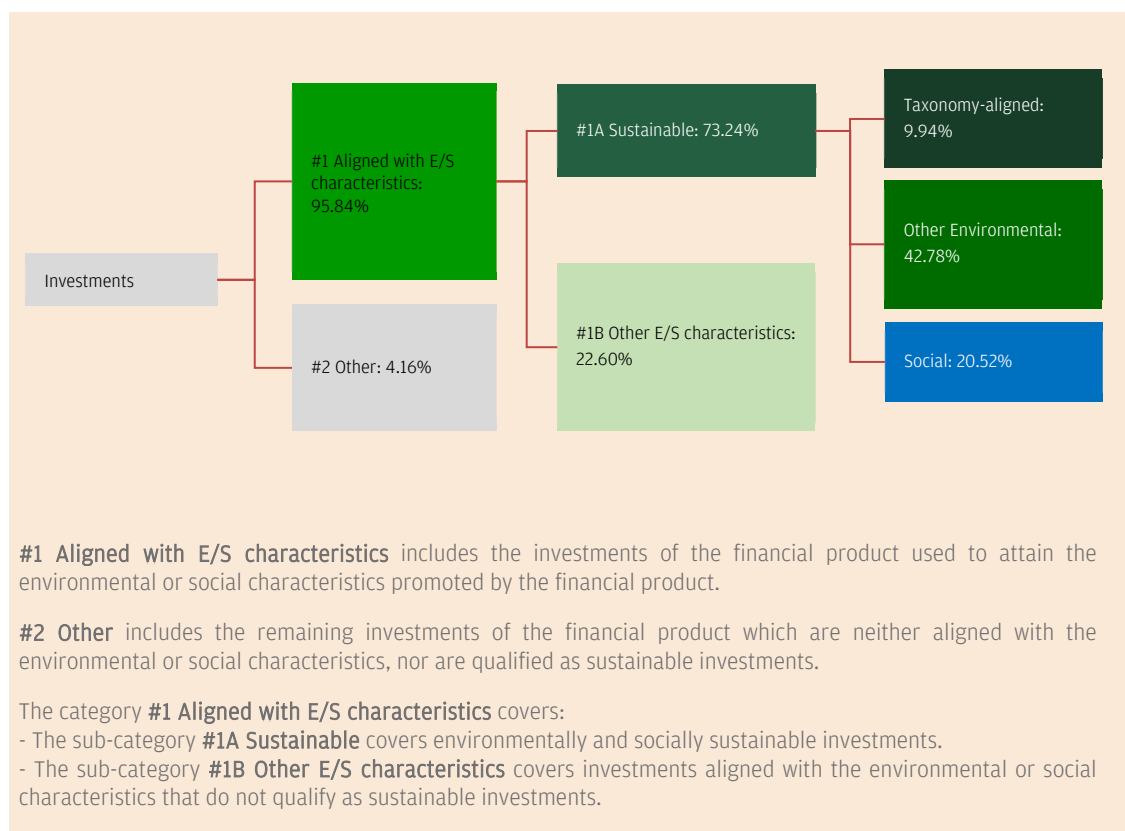 Investments
#1 Aligned with E/S
characteristics:
95.84%
#2 Other: 4.16%
#1A Sustainable: 73.24%
#1B Other E/S characteristics:
22.60%
Taxonomy-aligned:
9.94%
Other Environmental:
42.78%
Social: 20.52%
#1 Aligned with E/S characteristics includes the investments of the financial product used to attain the
environmental or social characteristics promoted by the financial product.
#2 Other includes the remaining investments of the financial product which are neither aligned with the
environmental or social characteristics, nor are qualified as sustainable investments.
The category #1 Aligned with E/S characteristics covers:
- The sub-category #1A Sustainable covers environmentally and socially sustainable investments.
- The sub-category #1B Other E/S characteristics covers investments aligned with the environmental or social
characteristics that do not qualify as sustainable investments.